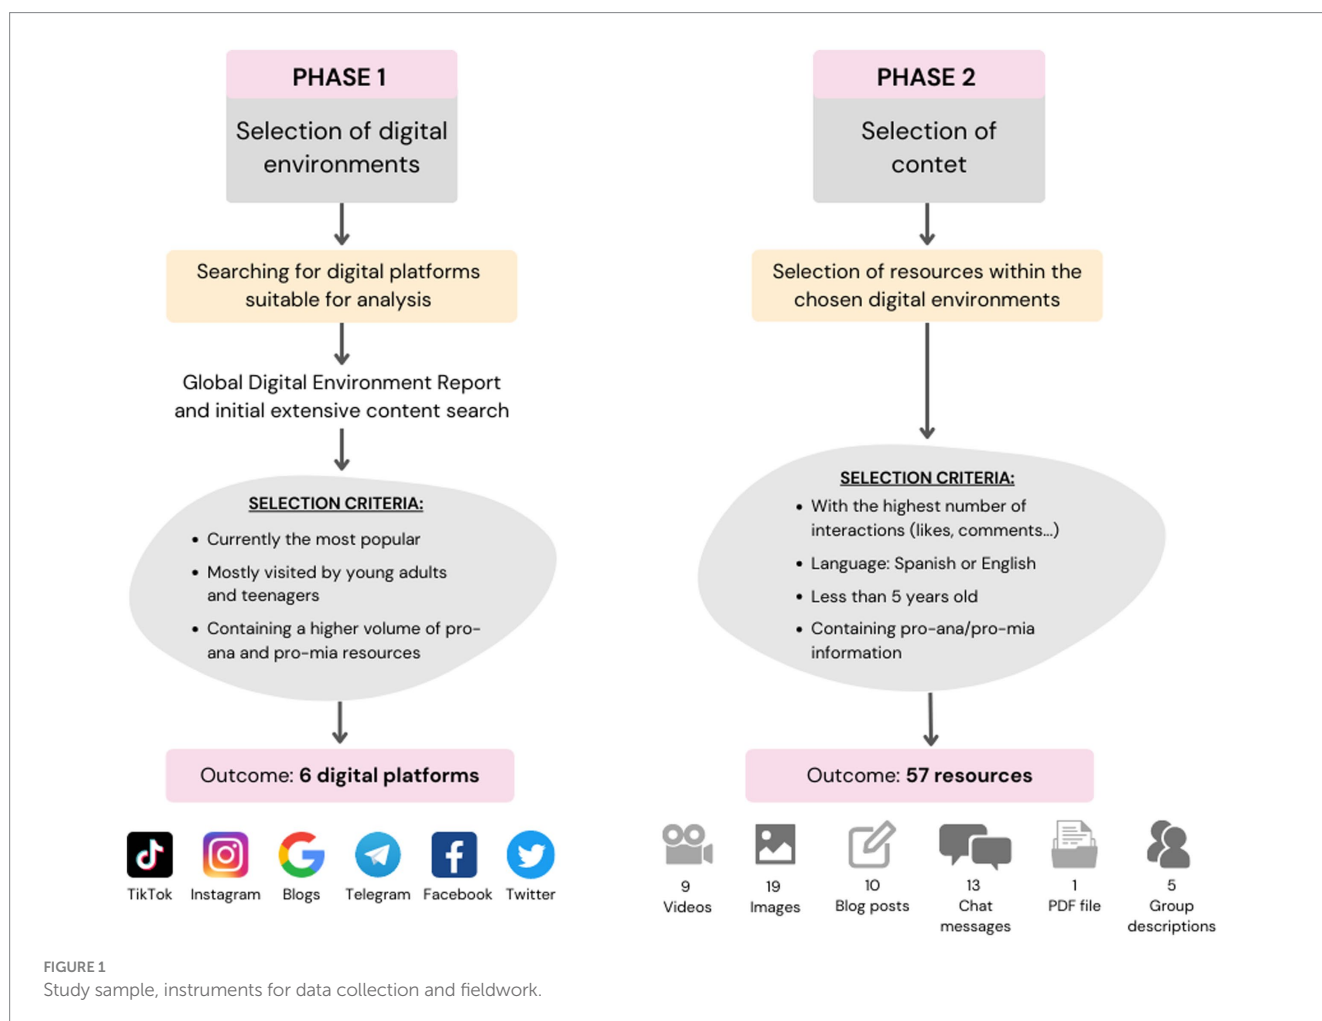 PHASE 1
Selection of digital
environments
Searching for digital platforms
suitable for analysis
Global Digital Environment Report
and initial extensive content search
SELECTION CRITERIA:
• Currently the most popular
• Mostly visited by young adults
and teenagers
• Containing a higher volume of pro-
ana and pro-mia resources
Outcome: 6 digital platforms
TikTok
Instagram
Blogs
Telegram
Facebook
Twitter
PHASE 2
Selection of
contet
Selection of resources within the
chosen digital environments
SELECTION CRITERIA:
• With the highest number of
interactions (likes, comments...)
• Language: Spanish or English
• Less than 5 years old
• Containing pro-ana/pro-mia
information
Outcome: 57 resources
9
Videos
19
Images
10
Blog posts
13
Chat
messages
1
PDF file
5
Group
descriptions
FIGURE 1
Study sample, instruments for data collection and fieldwork.